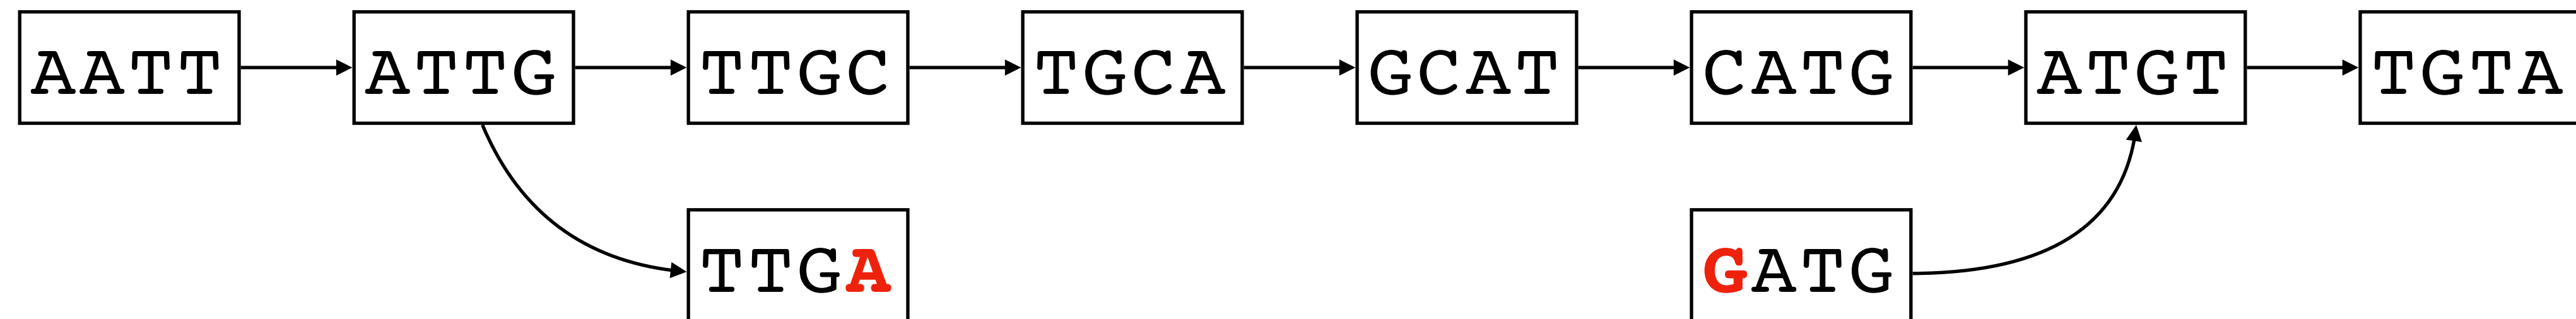 AATT ATTG TTGC TGCA GCAT CATG ATGT TGTA
TTGA GATG